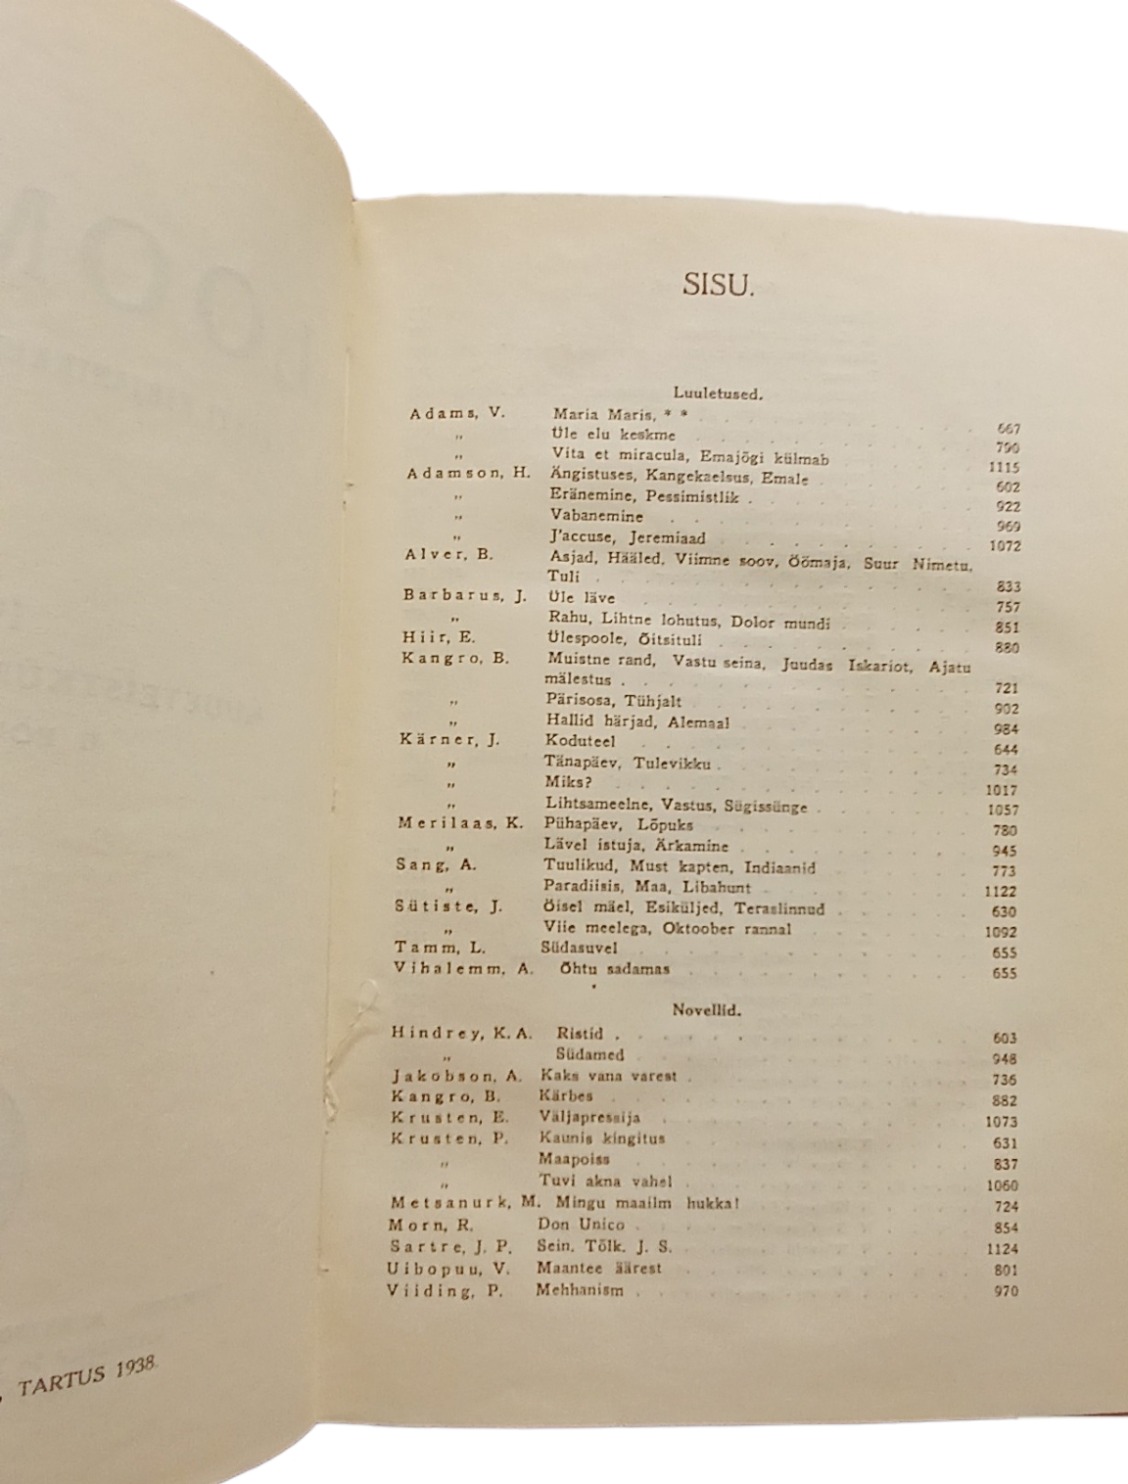 TARTUS 1938.
SISU.
Luuletused.
Adams, V. Maria Maris, * * 667
„ Üle elu keskme 790
„ Vita et miracula, Emajõgi külmab 1115
Adamson, H. Ängistuses, Kangekaelsus, Emale 602
„ Eränemine, Pessimistlik 922
„ Vabanemine 969
„ J'accuse, Jeremiaad 1072
Alver, B. Asjad, Hääled, Viimne soov, Öömaja, Suur Nimetu,
Tuli 833
Barbarus, J. Üle läve 757
„ Rahu, Lihtne lohutus, Dolor mundi 851
Hiir, E. Ülespoole, Õitsituli 880
Kangro, B. Muistne rand, Vastu seina, Juudas Iskariot, Ajatu
mälestus 721
„ Pärisosa, Tühjalt 902
„ Hallid härjad, Alemaal 984
Kärner, J. Koduteel 644
„ Tänapäev, Tulevikku 734
„ Miks? 1017
„ Lihtsameelne, Vastus, Sügissünge 1057
Merilaas, K. Pühapäev, Lõpuks 780
„ Lävel istuja, Ärkamine 945
Sang, A. Tuulikud, Must kapten, Indiaanid 773
„ Paradiisis, Maa, Libahunt 1122
Sütiste, J. Öisel mäel, Esiküljed, Teraslinnud 630
„ Viie meelega, Oktoober rannal 1092
Tamm, L. Südasuvel 655
Vihalemm, A. Õhtu sadamas 655
Novellid.
Hindrey, K. A. Ristid 603
„ Südamed 948
Jakobson, A. Kaks vana varest 736
Kangro, B. Kärbes 882
Krusten, E. Väljapressija 1073
Krusten, P. Kaunis kingitus 631
„ Maapoiss 837
„ Tuvi akna vahel 1060
Metsanurk, M. Mingu maailm hukka! 724
Morn, R. Don Unico 854
Sartre, J. P. Sein. Tõlk. J. S. 1124
Uibopuu, V. Maantee äärest 801
Viiding, P. Mehhanism 970